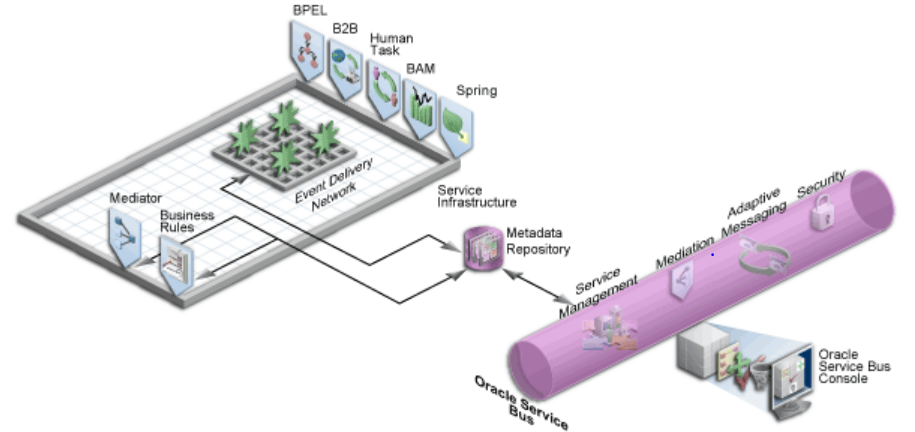 BPEL
B2B
Human
Task
BAM
Spring
Event Delivery
Network
Mediator
Business
Rules
Service
Infrastructure
Metadata
Repository
Service
Management
Mediation
Adaptive
Messaging
Security
Oracle Service
Bus
Oracle
Service Bus
Console